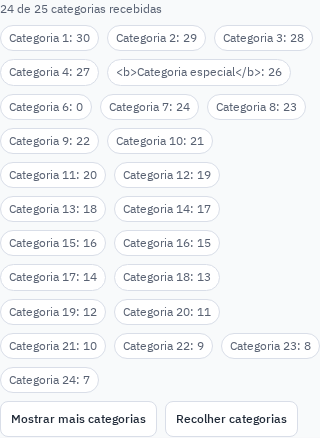 24 de 25 categorias recebidas
Categoria 1: 30 Categoria 2: 29 Categoria 3: 28
Categoria 4: 27 <b>Categoria especial</b>: 26
Categoria 6: 0 Categoria 7: 24 Categoria 8: 23
Categoria 9: 22 Categoria 10: 21
Categoria 11: 20 Categoria 12: 19
Categoria 13: 18 Categoria 14: 17
Categoria 15: 16 Categoria 16: 15
Categoria 17: 14 Categoria 18: 13
Categoria 19: 12 Categoria 20: 11
Categoria 21: 10 Categoria 22: 9 Categoria 23: 8
Categoria 24: 7
Mostrar mais categorias Recolher categorias